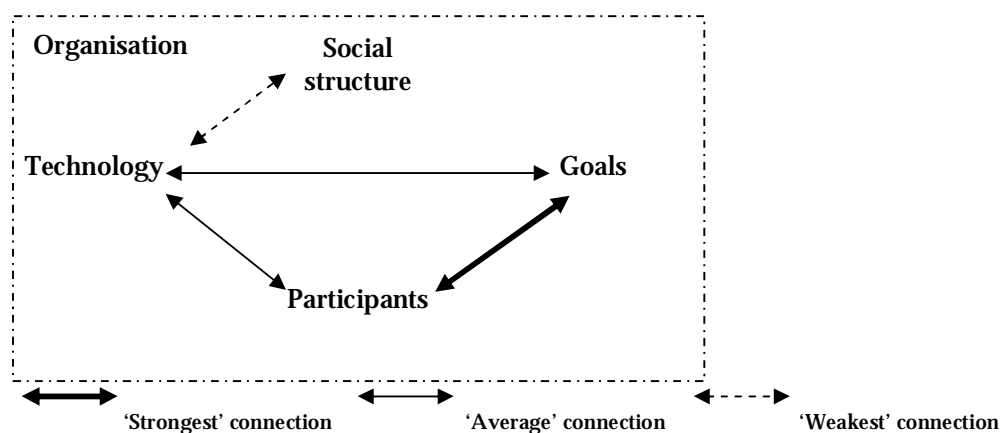 Organisation
Social
structure
Technology
Goals
Participants
‘Strongest’ connection
‘Average’ connection
‘Weakest’ connection